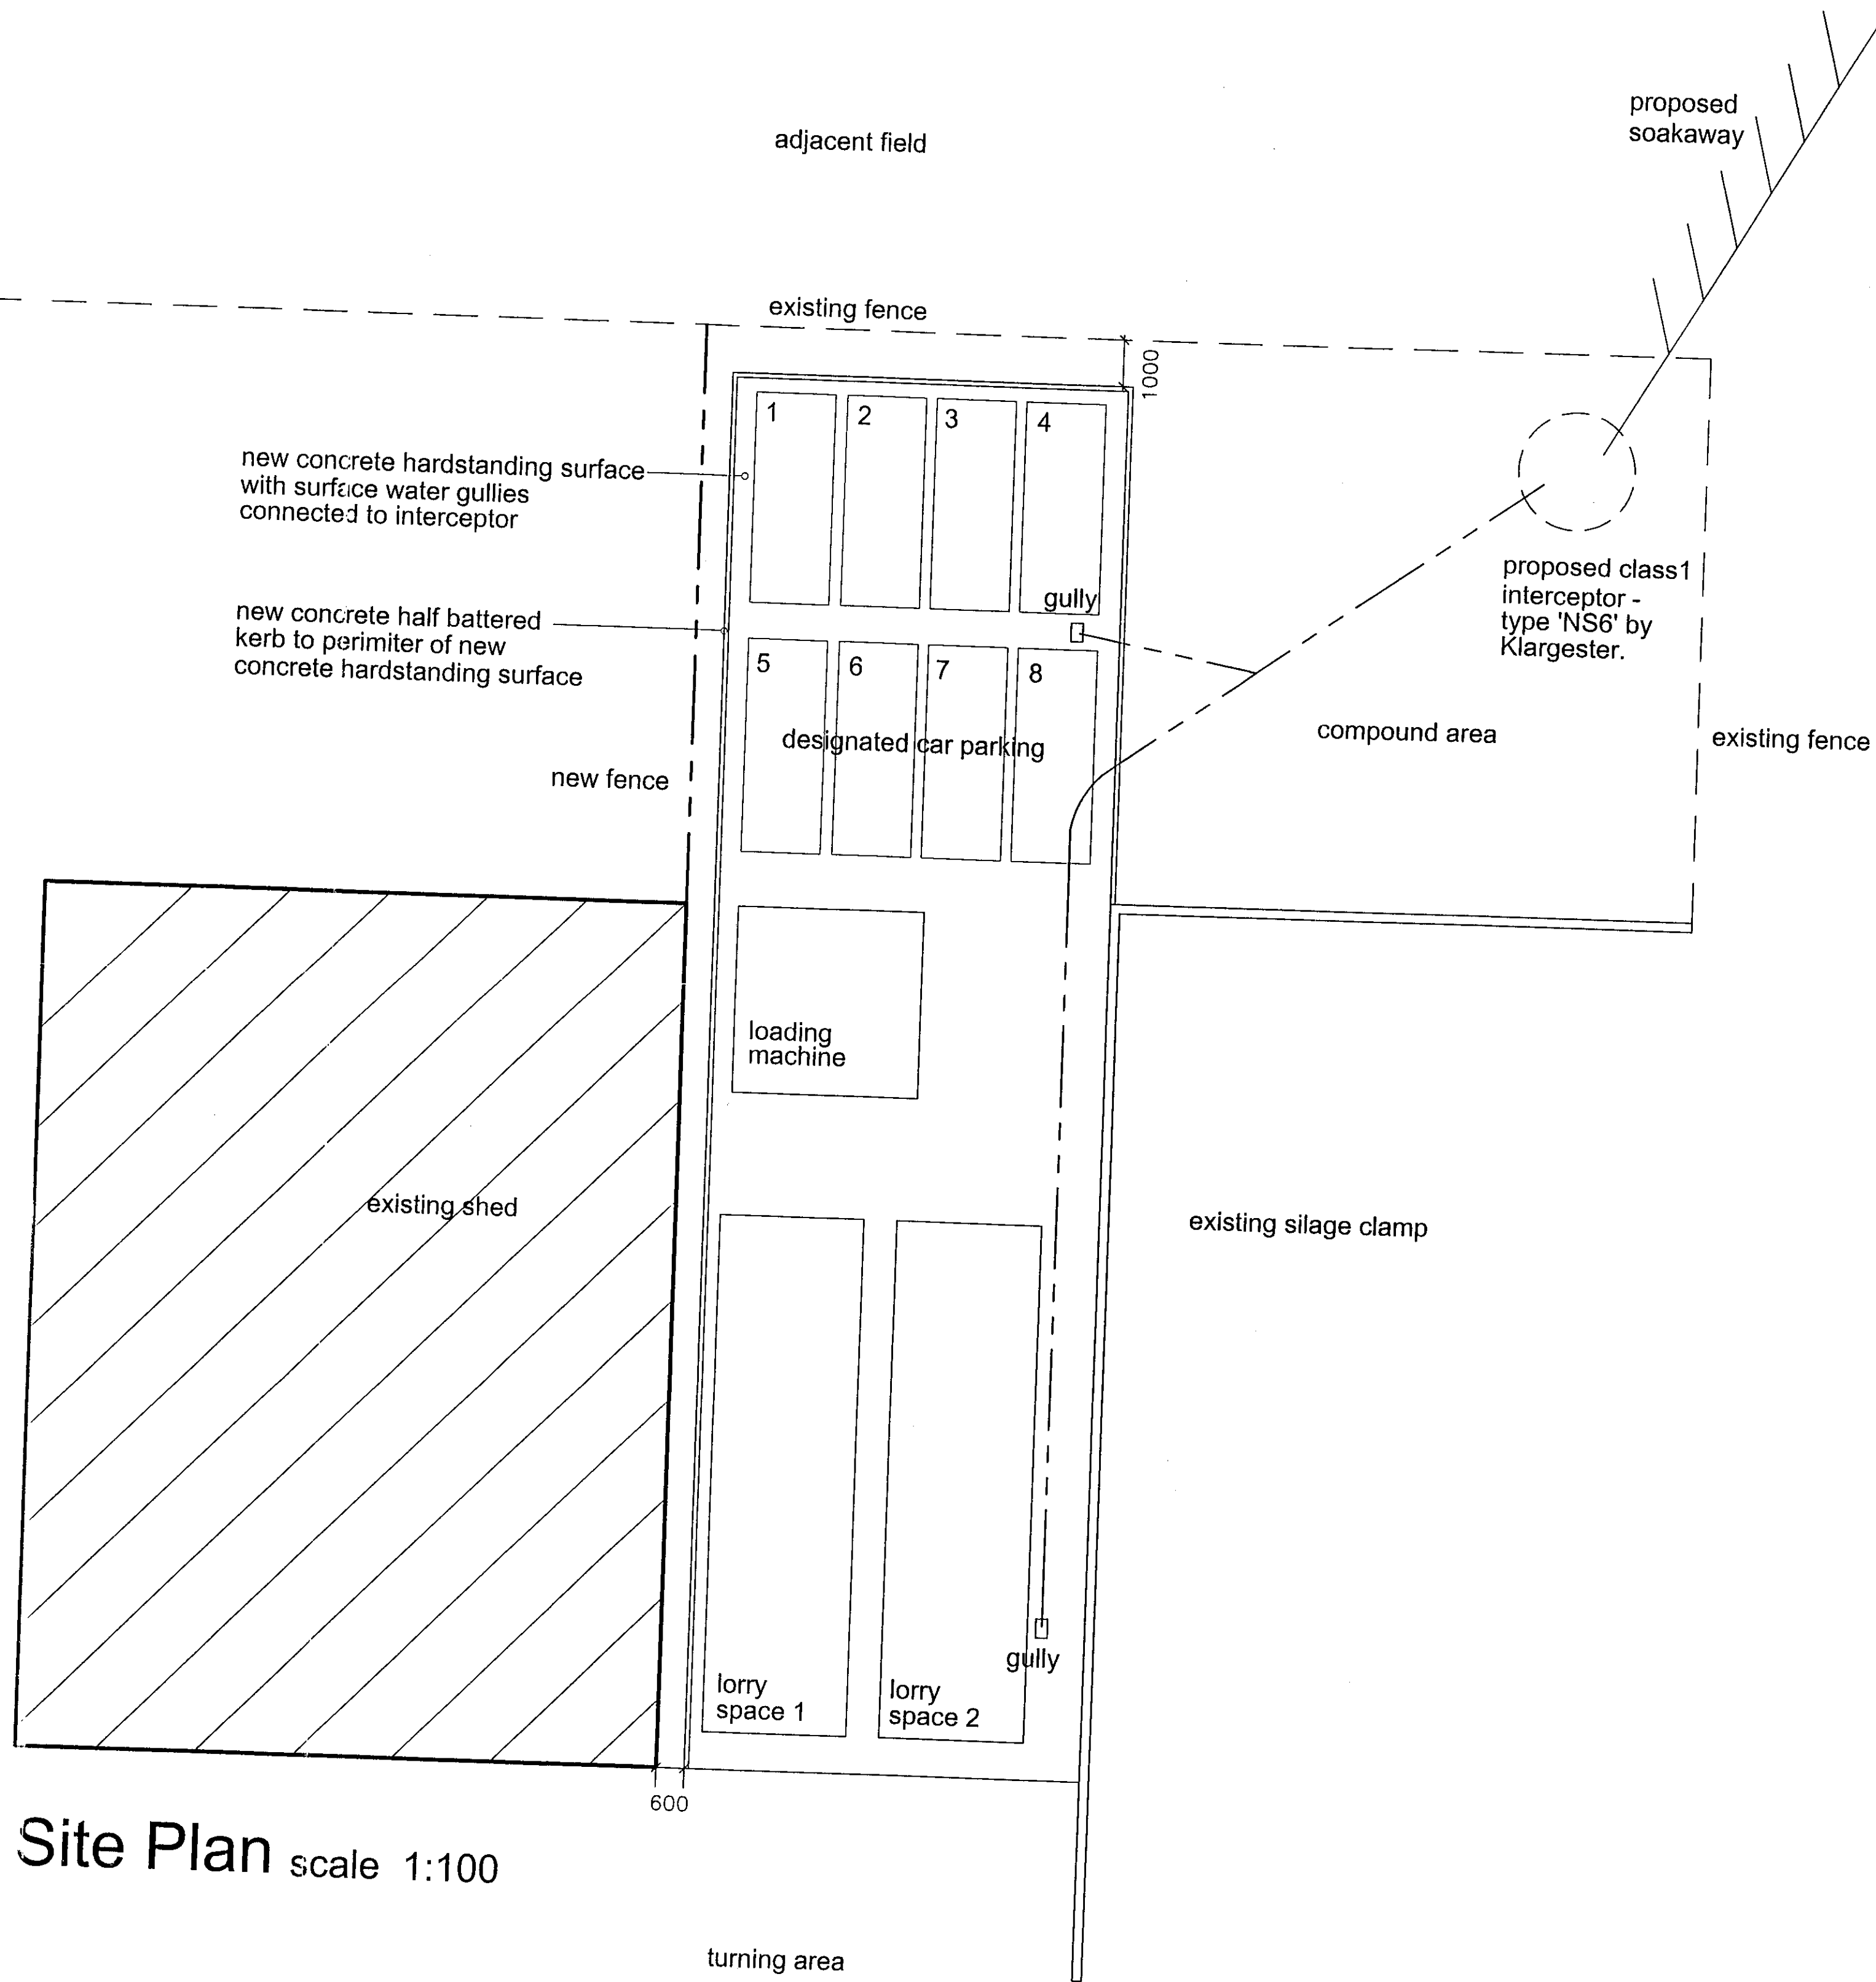 proposed
soakaway
adjacent field
existing fence
1000
1
2
3
4
new concrete hardstanding surface
with surface water gullies
connected to interceptor
gully
proposed class1
interceptor -
type 'NS6' by
Klargester.
new concrete half battered
kerb to perimiter of new
concrete hardstanding surface
5
6
7
8
designated car parking
compound area
existing fence
new fence
loading
machine
existing shed
existing silage clamp
gully
lorry
space 1
lorry
space 2
600
Site Plan scale 1:100
turning area